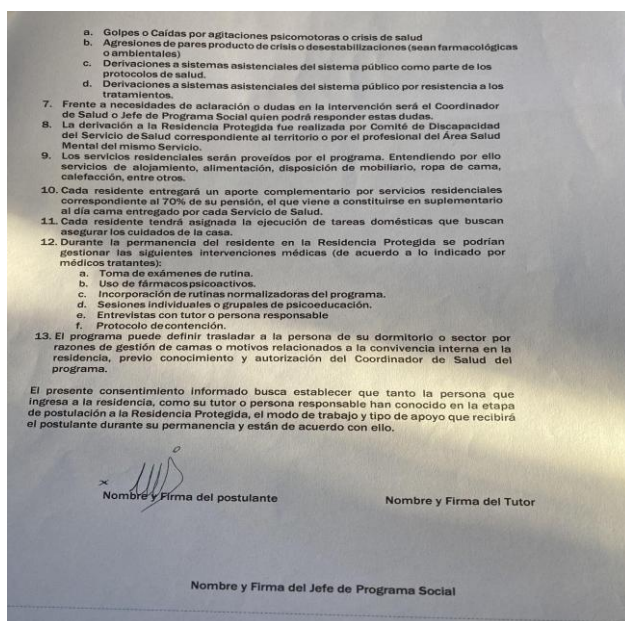 a. Golpes o Caídas por agitaciones psicomotoras o crisis de salud
b. Agresiones de pares producto de crisis o desestabilizaciones (sean farmacológicas
o ambientales)
c. Derivaciones a sistemas asistenciales del sistema público como parte de los
protocolos de salud.
d. Derivaciones a sistemas asistenciales del sistema público por resistencia a los
tratamientos.
7. Frente a necesidades de aclaración o dudas en la intervención será el Coordinador
de Salud o Jefe de Programa Social quien podrá responder estas dudas.
8. La derivación a la Residencia Protegida fue realizada por Comité de Discapacidad
del Servicio de Salud correspondiente al territorio o por el profesional del Área Salud
Mental del mismo Servicio.
9. Los servicios residenciales serán proveídos por el programa. Entendiendo por ello
servicios de alojamiento, alimentación, disposición de mobiliario, ropa de cama,
calefacción, entre otros.
10. Cada residente entregará un aporte complementario por servicios residenciales
correspondiente al 70% de su pensión, el que viene a constituirse en suplementario
al día cama entregado por cada Servicio de Salud.
11. Cada residente tendrá asignada la ejecución de tareas domésticas que buscan
asegurar los cuidados de la casa.
12. Durante la permanencia del residente en la Residencia Protegida se podrían
gestionar las siguientes intervenciones médicas (de acuerdo a lo indicado por
médicos tratantes):
a. Toma de exámenes de rutina.
b. Uso de fármacos psicoactivos.
c. Incorporación de rutinas normalizadoras del programa.
d. Sesiones individuales o grupales de psicoeducación.
e. Entrevistas con tutor o persona responsable
f. Protocolo de contención.
13. El programa puede definir trasladar a la persona de su dormitorio o sector por
razones de gestión de camas o motivos relacionados a la convivencia interna en la
residencia, previo conocimiento y autorización del Coordinador de Salud del
programa.
El presente consentimiento informado busca establecer que tanto la persona que
ingresa a la residencia, como su tutor o persona responsable han conocido en la etapa
de postulación a la Residencia Protegida, el modo de trabajo y tipo de apoyo que recibirá
el postulante durante su permanencia y están de acuerdo con ello.
Nombre y Firma del postulante
Nombre y Firma del Tutor
Nombre y Firma del Jefe de Programa Social